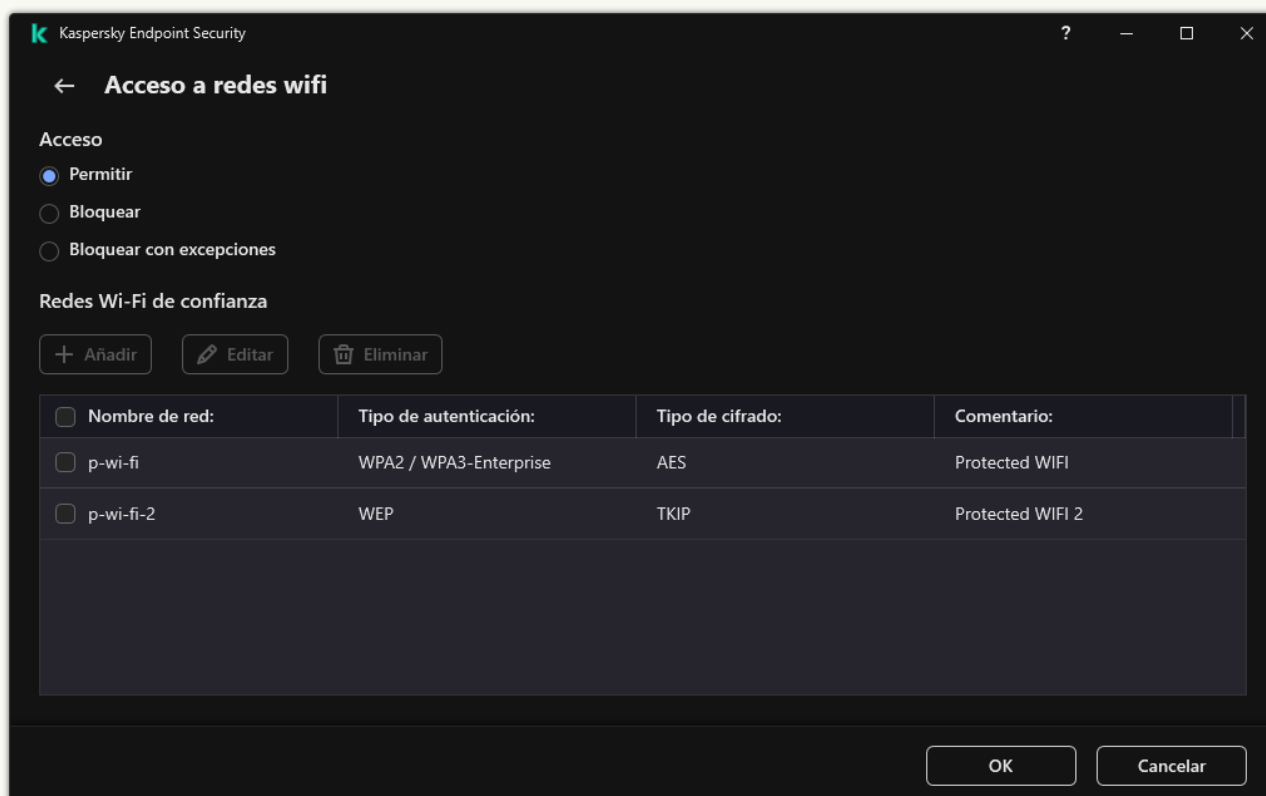 Kaspersky Endpoint Security ?
Acceso a redes wifi
Acceso
Permitir
Bloquear
Bloquear con excepciones
Redes Wi-Fi de confianza
Añadir Editar Eliminar
Nombre de red: Tipo de autenticación: Tipo de cifrado: Comentario:
p-wi-fi WPA2 / WPA3-Enterprise AES Protected WIFI
p-wi-fi-2 WEP TKIP Protected WIFI 2
OK Cancelar